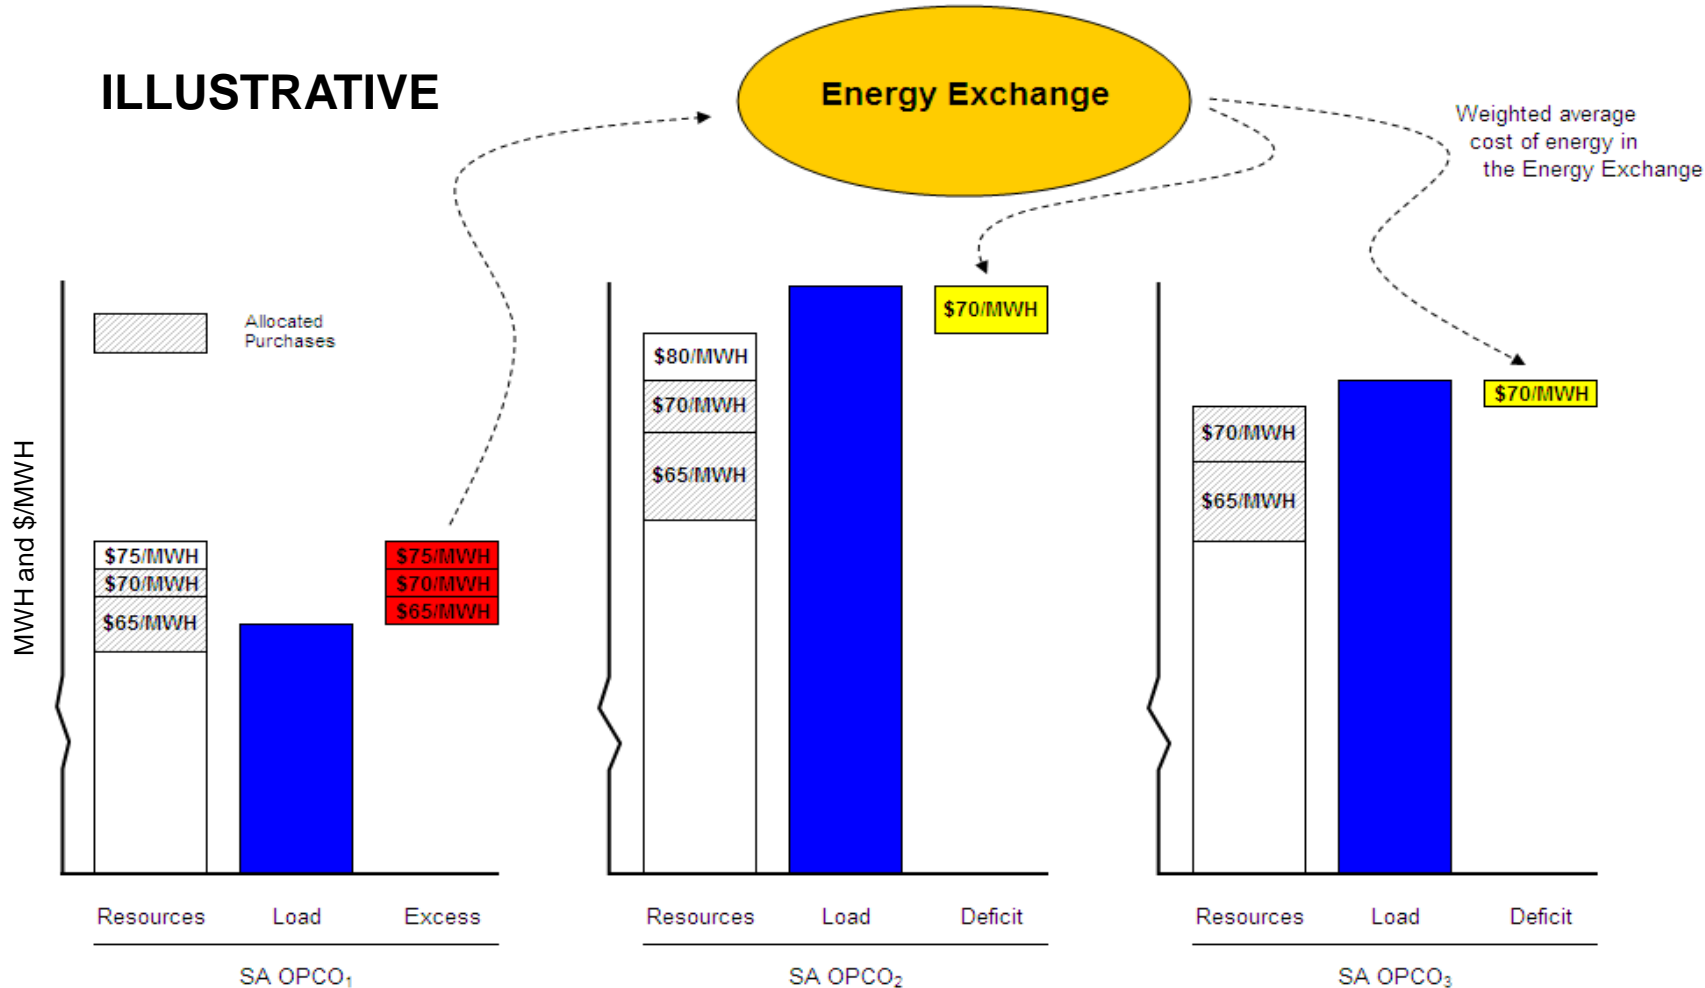 ILLUSTRATIVE
Energy Exchange
Weighted average
cost of energy in
the Energy Exchange
MWH and $/MWH
Allocated
Purchases
$75/MWH
$70/MWH
$65/MWH
$75/MWH
$70/MWH
$65/MWH
Resources
Load
Excess
SA OPCO₁
$80/MWH
$70/MWH
$65/MWH
$70/MWH
Resources
Load
Deficit
SA OPCO₂
$70/MWH
$65/MWH
$70/MWH
Resources
Load
Deficit
SA OPCO₃